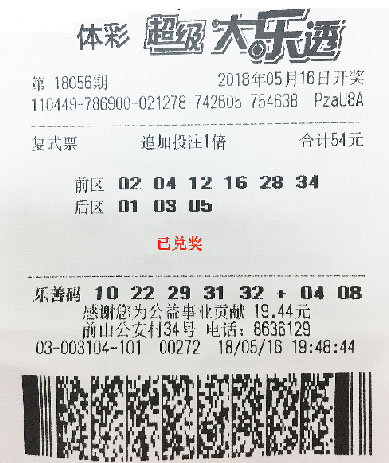 体彩 超级大乐透
第 18056期 2018年05月16日开奖
110449-786900-021278 742605 754638 PzaU8A
复式票 追加投注1倍 合计54元
前区 02 04 12 16 28 34
后区 01 03 05
已兑奖
乐善码 10 22 29 31 32 + 04 08
感谢您为公益事业贡献 19.44元
前山公安村34号 电话: 8636129
03-003104-101 00272 18/05/16 19:48:44